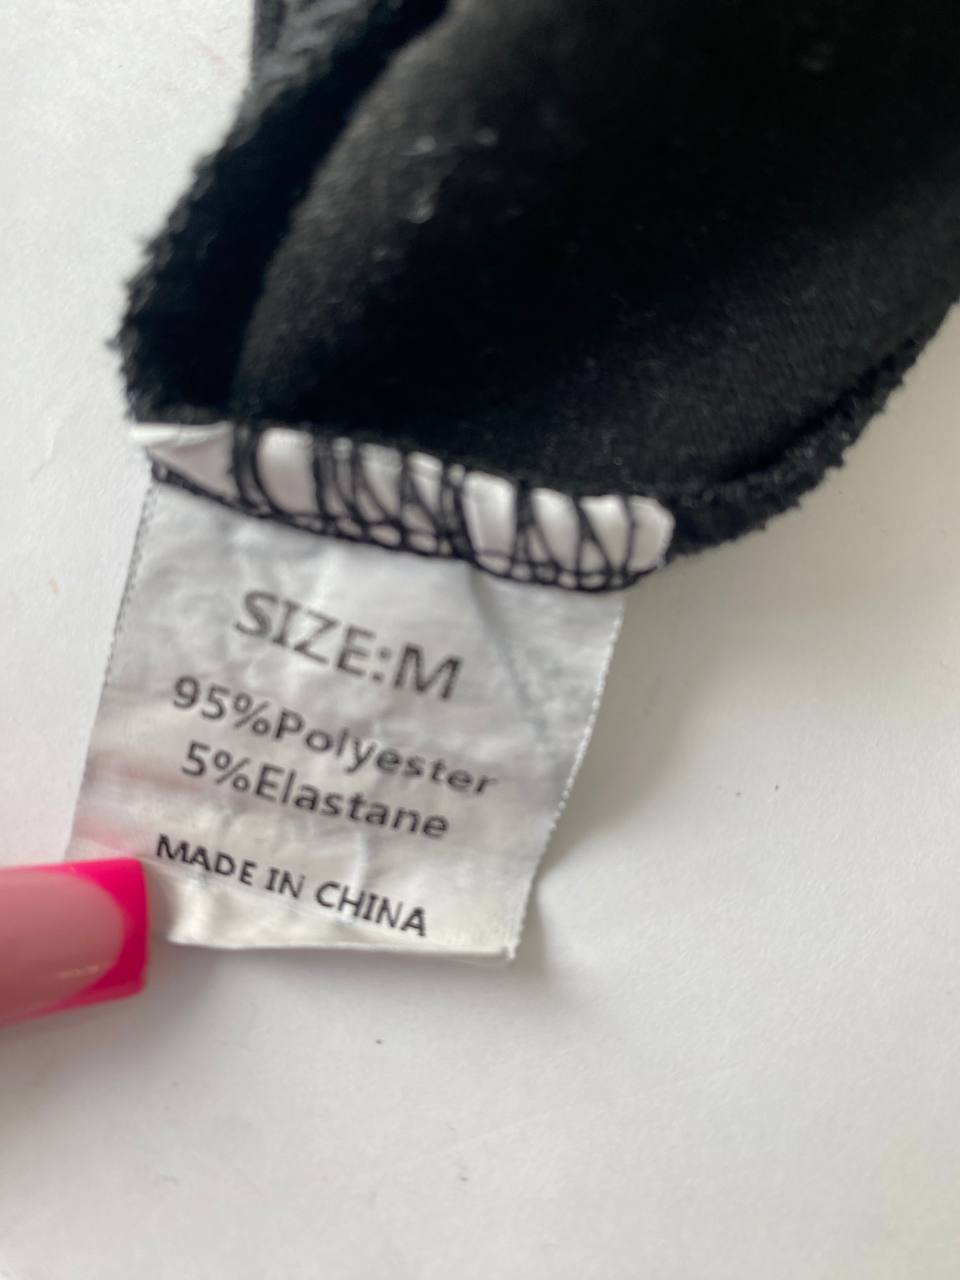 SIZE:M
95%Polyester
5%Elastane
MADE IN CHINA